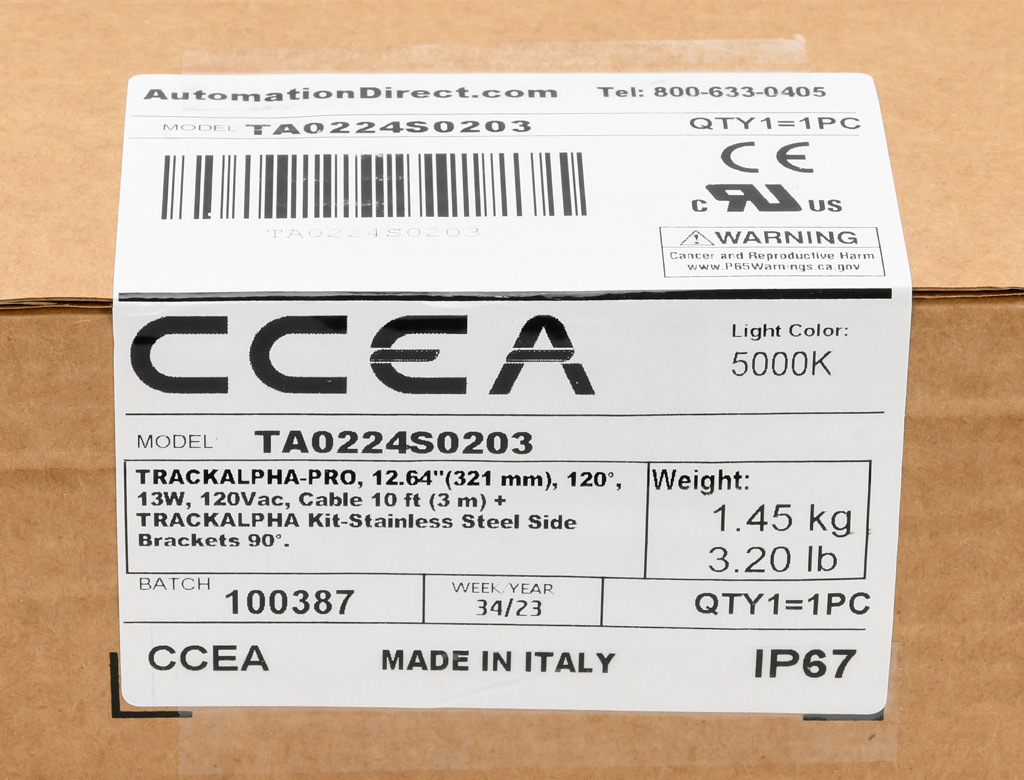 AutomationDirect.com Tel: 800-633-0405
MODEL TA0224S0203 QTY1=1PC
CE
TA0224S0203
c RU US
WARNING
Cancer and Reproductive Harm
www.P65Warnings.ca.gov
CCEA
Light Color:
5000K
MODEL: TA0224S0203
TRACKALPHA-PRO, 12.64"(321 mm), 120°,
13W, 120Vac, Cable 10 ft (3 m) +
TRACKALPHA Kit-Stainless Steel Side
Brackets 90°.
Weight:
1.45 kg
3.20 lb
BATCH 100387
WEEK/YEAR
34/23
QTY1=1PC
CCEA MADE IN ITALY IP67